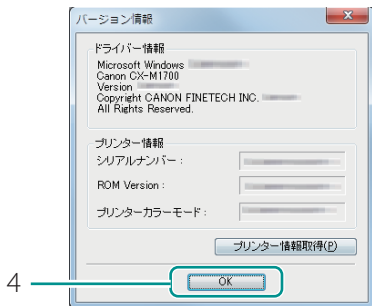 バージョン情報
ドライバー情報
Microsoft Windows
Canon CX-M1700
Version
Copyright CANON FINETECH INC.
All Rights Reserved.
プリンター情報
シリアルナンバー :
ROM Version :
プリンターカラーモード :
プリンター情報取得(P)
4
OK